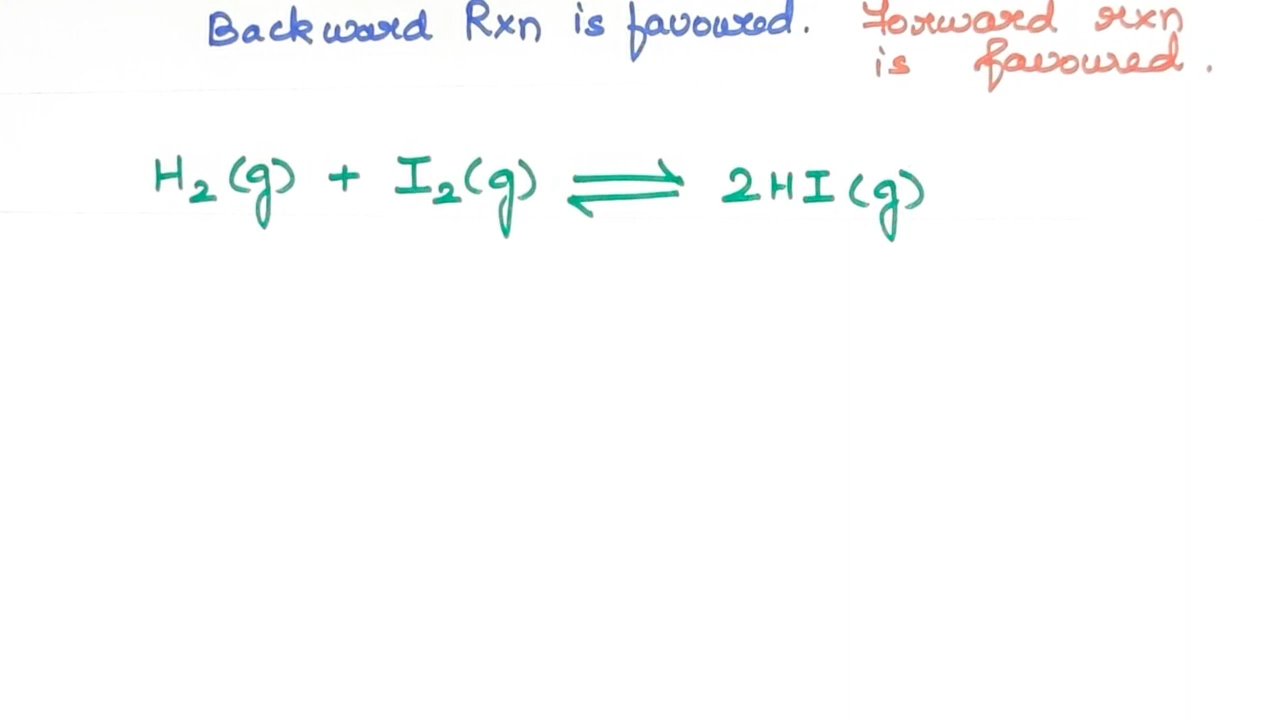 Backward Rxn is favoured.
Forward rxn
is favoured.
H₂(g) + I₂(g) ⇌ 2HI(g)